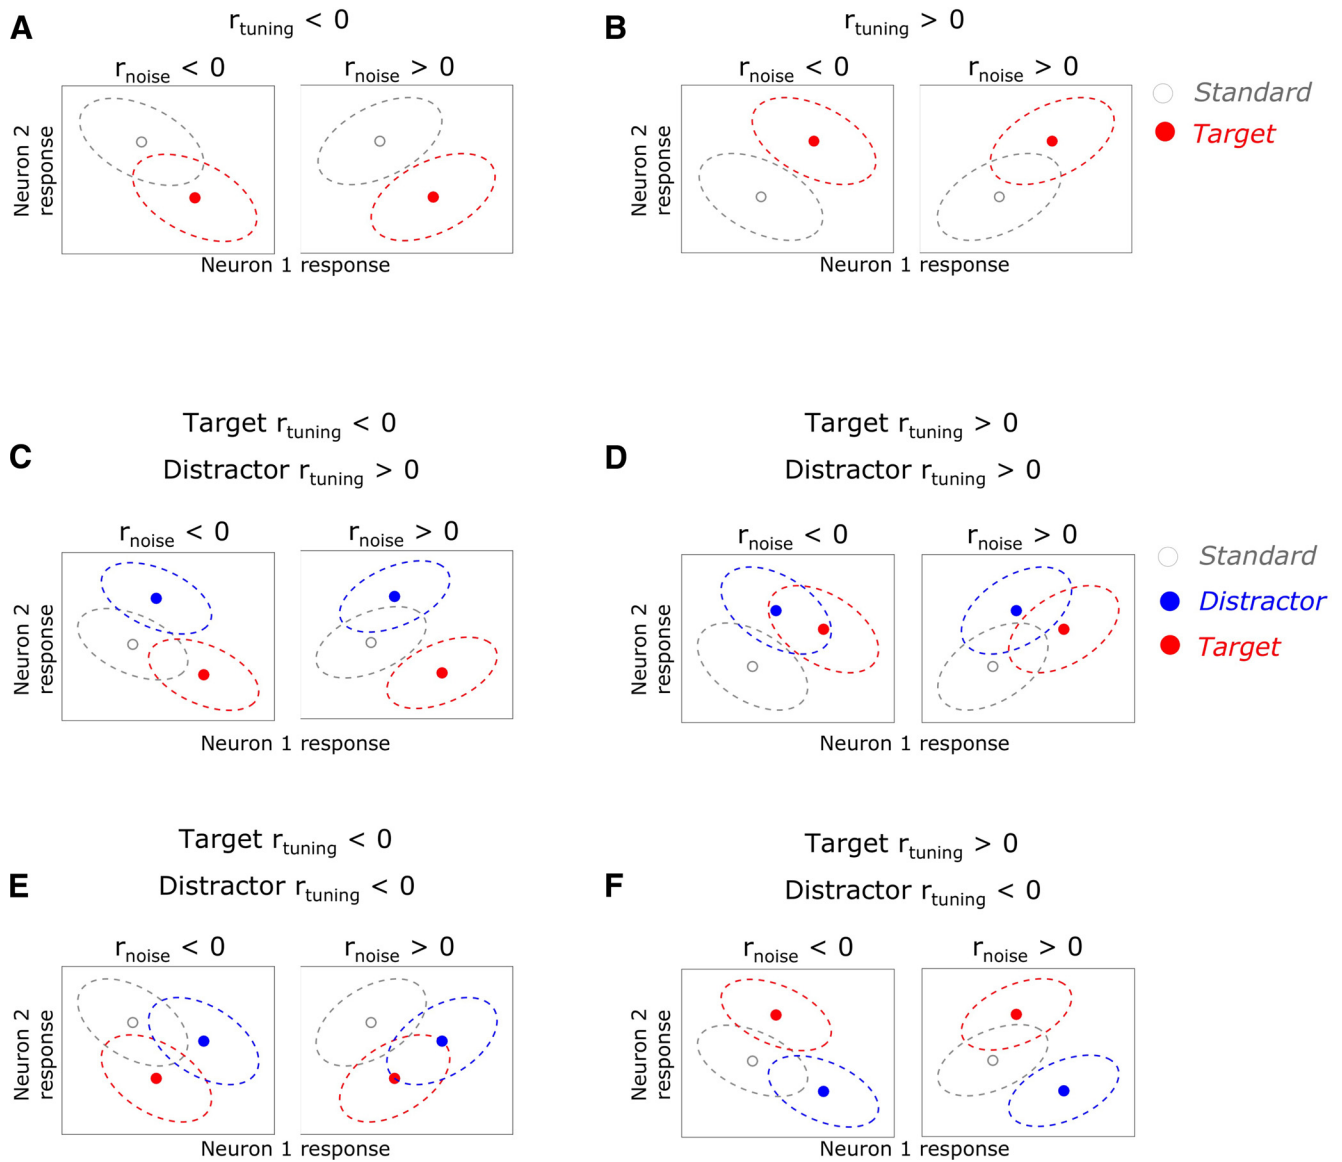 A
r_tuning < 0
r_noise < 0
r_noise > 0
Neuron 2
response
Neuron 1 response
B
r_tuning > 0
r_noise < 0
r_noise > 0
Neuron 2
response
Neuron 1 response
Standard
Target
C
Target r_tuning < 0
Distractor r_tuning > 0
r_noise < 0
r_noise > 0
Neuron 2
response
Neuron 1 response
D
Target r_tuning > 0
Distractor r_tuning > 0
r_noise < 0
r_noise > 0
Neuron 2
response
Neuron 1 response
Standard
Distractor
Target
E
Target r_tuning < 0
Distractor r_tuning < 0
r_noise < 0
r_noise > 0
Neuron 2
response
Neuron 1 response
F
Target r_tuning > 0
Distractor r_tuning < 0
r_noise < 0
r_noise > 0
Neuron 2
response
Neuron 1 response